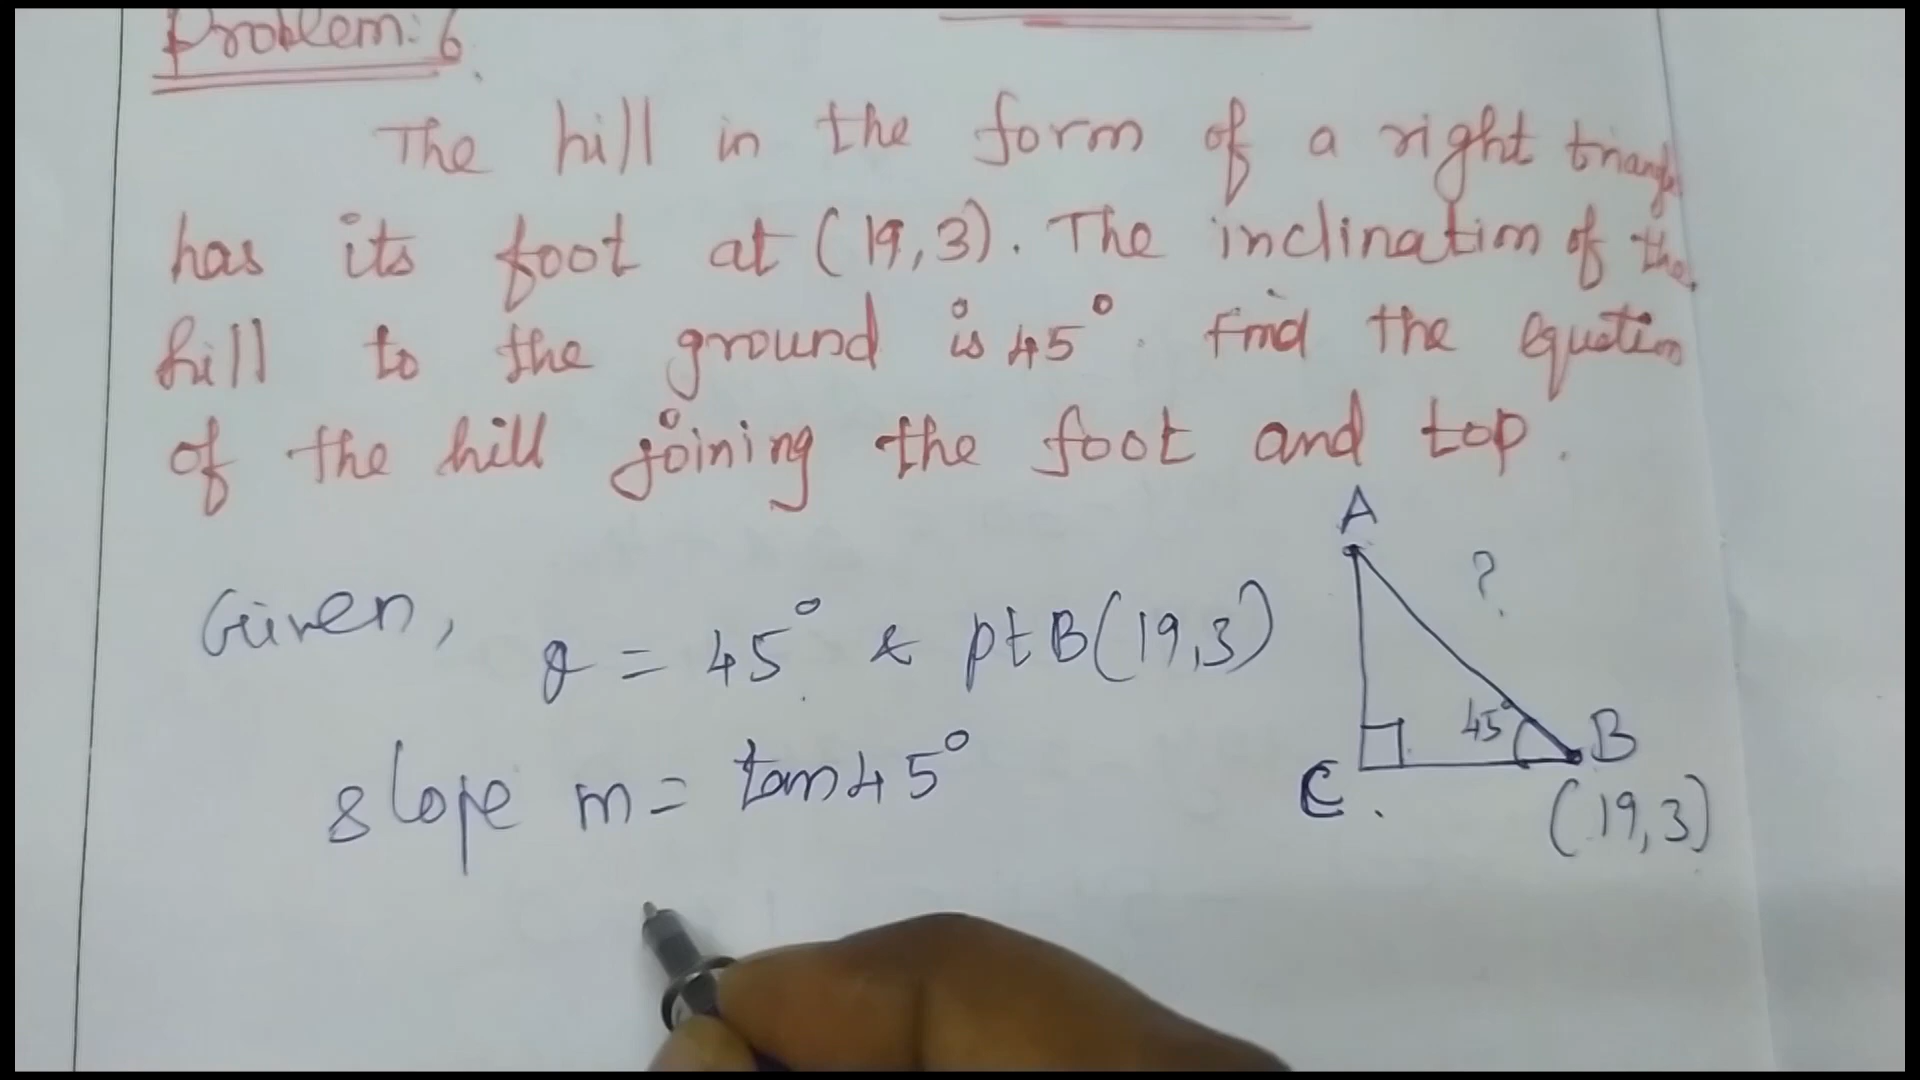 Problem: 6.
The hill in the form of a right triangle
has its foot at (19,3). The inclination of the
hill to the ground is 45°. Find the equation
of the hill joining the foot and top.
A
?
Given, θ = 45° & pt B(19,3)
45°
B
slope m = tan 45°
C
(19,3)